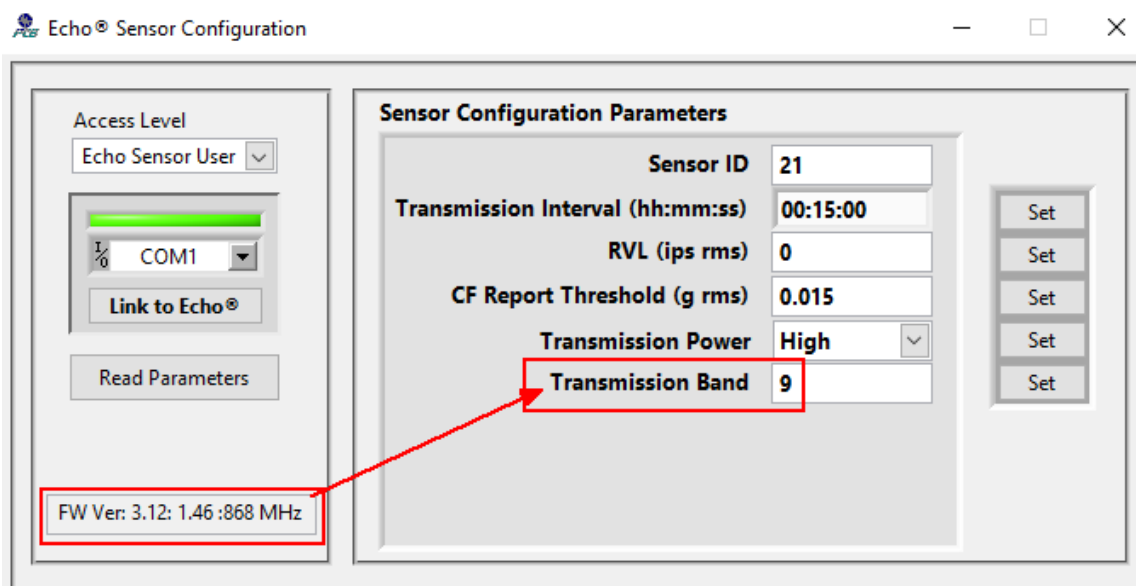 Echo® Sensor Configuration
Access Level
Echo Sensor User
I/O COM1
Link to Echo®
Read Parameters
FW Ver: 3.12: 1.46 :868 MHz
Sensor Configuration Parameters
Sensor ID 21 Set
Transmission Interval (hh:mm:ss) 00:15:00 Set
RVL (ips rms) 0 Set
CF Report Threshold (g rms) 0.015 Set
Transmission Power High Set
Transmission Band 9